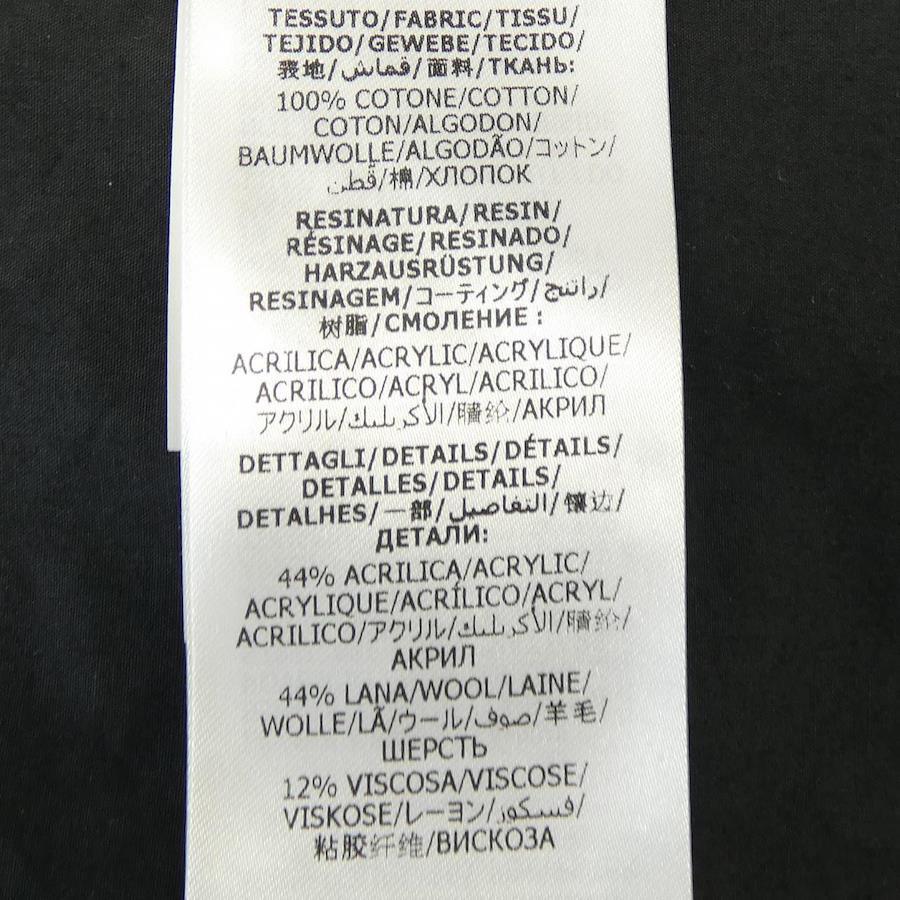 TESSUTO/FABRIC/TISSU/
TEJIDO/GEWEBE/TECIDO/
表地/قماش/面料/ТКАНЬ:
100% COTONE/COTTON/
COTON/ALGODON/
BAUMWOLLE/ALGODÃO/コットン/
قطن/棉/ХЛОПОК
RESINATURA/RESIN/
RÉSINAGE/RESINADO/
HARZAUSRÜSTUNG/
RESINAGEM/コーティング/راتنج/
树脂/СМОЛЕНИЕ :
ACRILICA/ACRYLIC/ACRYLIQUE/
ACRILICO/ACRYL/ACRILICO/
アクリル/الأكريليك/腈纶/АКРИЛ
DETTAGLI/DETAILS/DÉTAILS/
DETALLES/DETAILS/
DETALHES/一部/التفاصيل/镶边/
ДЕТАЛИ:
44% ACRILICA/ACRYLIC/
ACRYLIQUE/ACRÍLICO/ACRYL/
ACRILICO/アクリル/الأكريليك/腈纶/
АКРИЛ
44% LANA/WOOL/LAINE/
WOLLE/LÃ/ウール/صوف/羊毛/
ШЕРСТЬ
12% VISCOSA/VISCOSE/
VISKOSE/レーヨン/فسكوز/
粘胶纤维/ВИСКОЗА